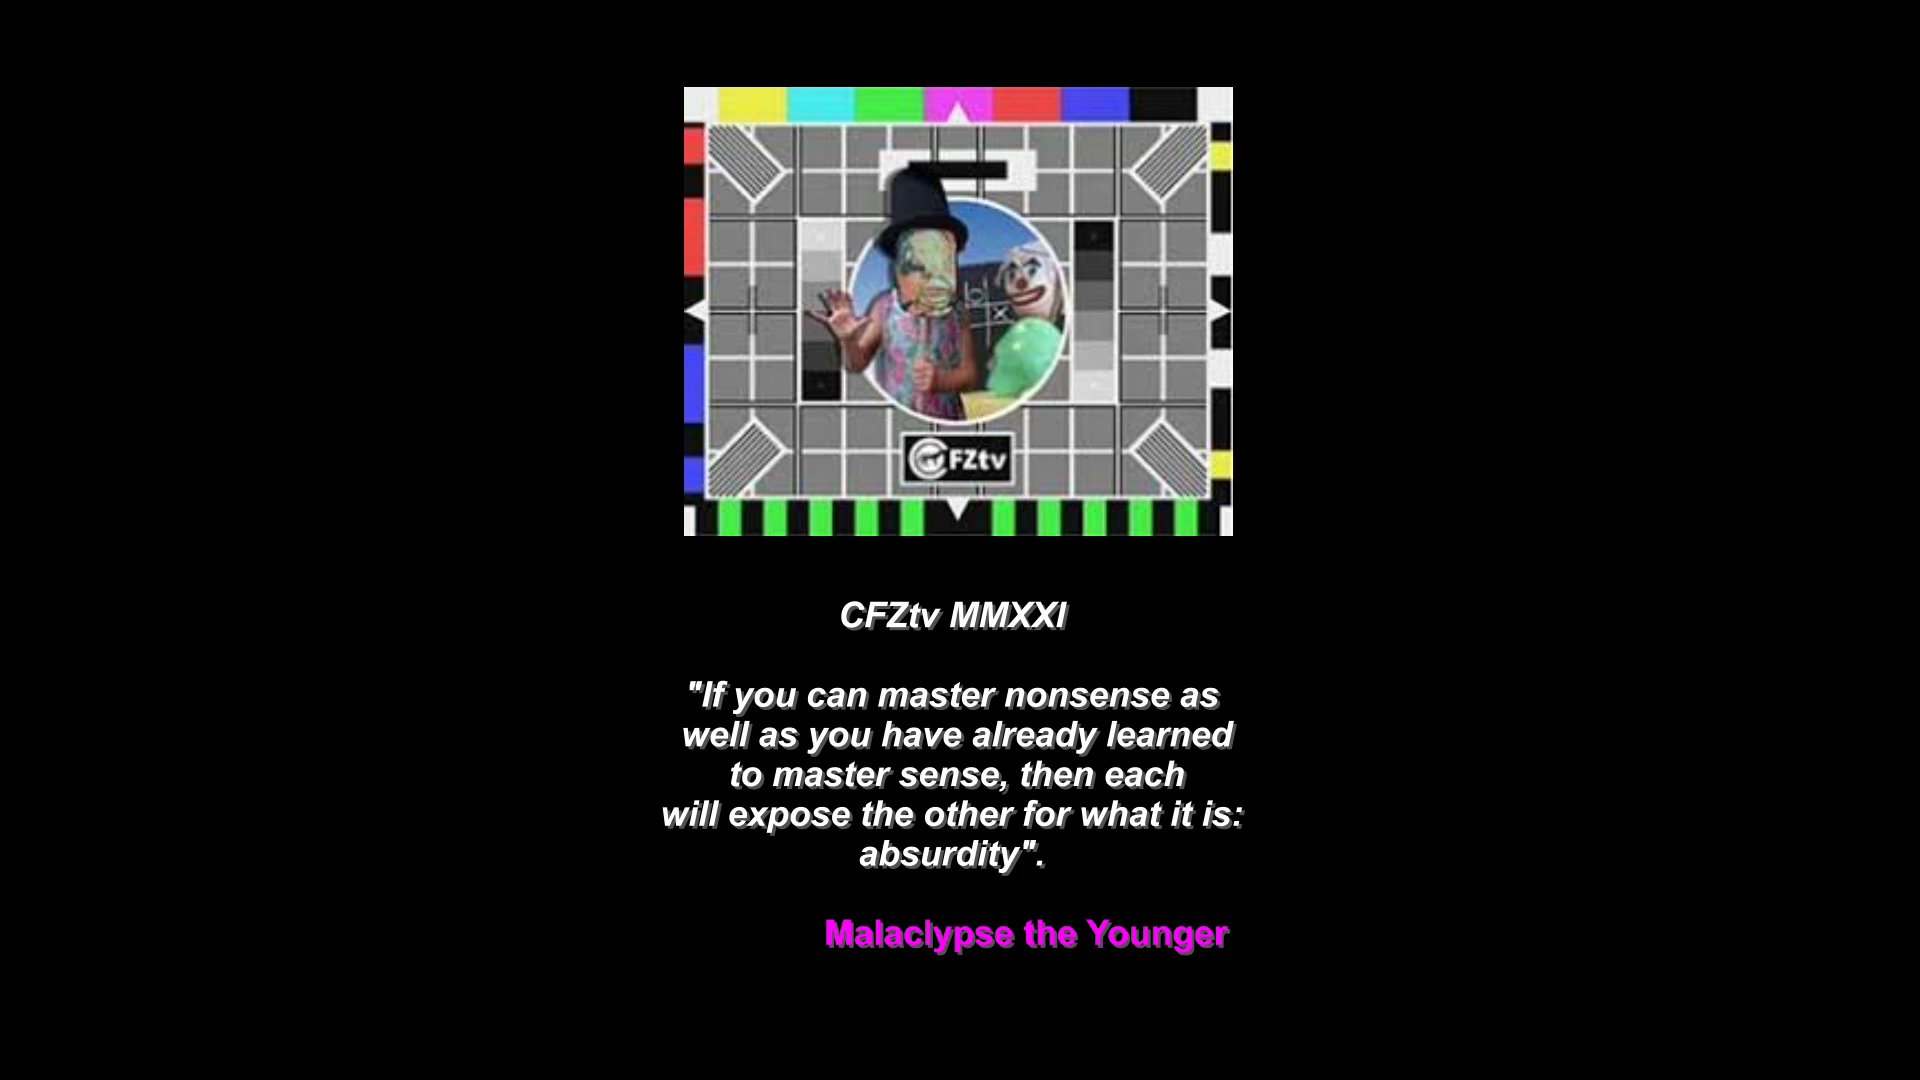 CFZtv
CFZtv MMXXI
"If you can master nonsense as
well as you have already learned
to master sense, then each
will expose the other for what it is:
absurdity".
Malaclypse the Younger